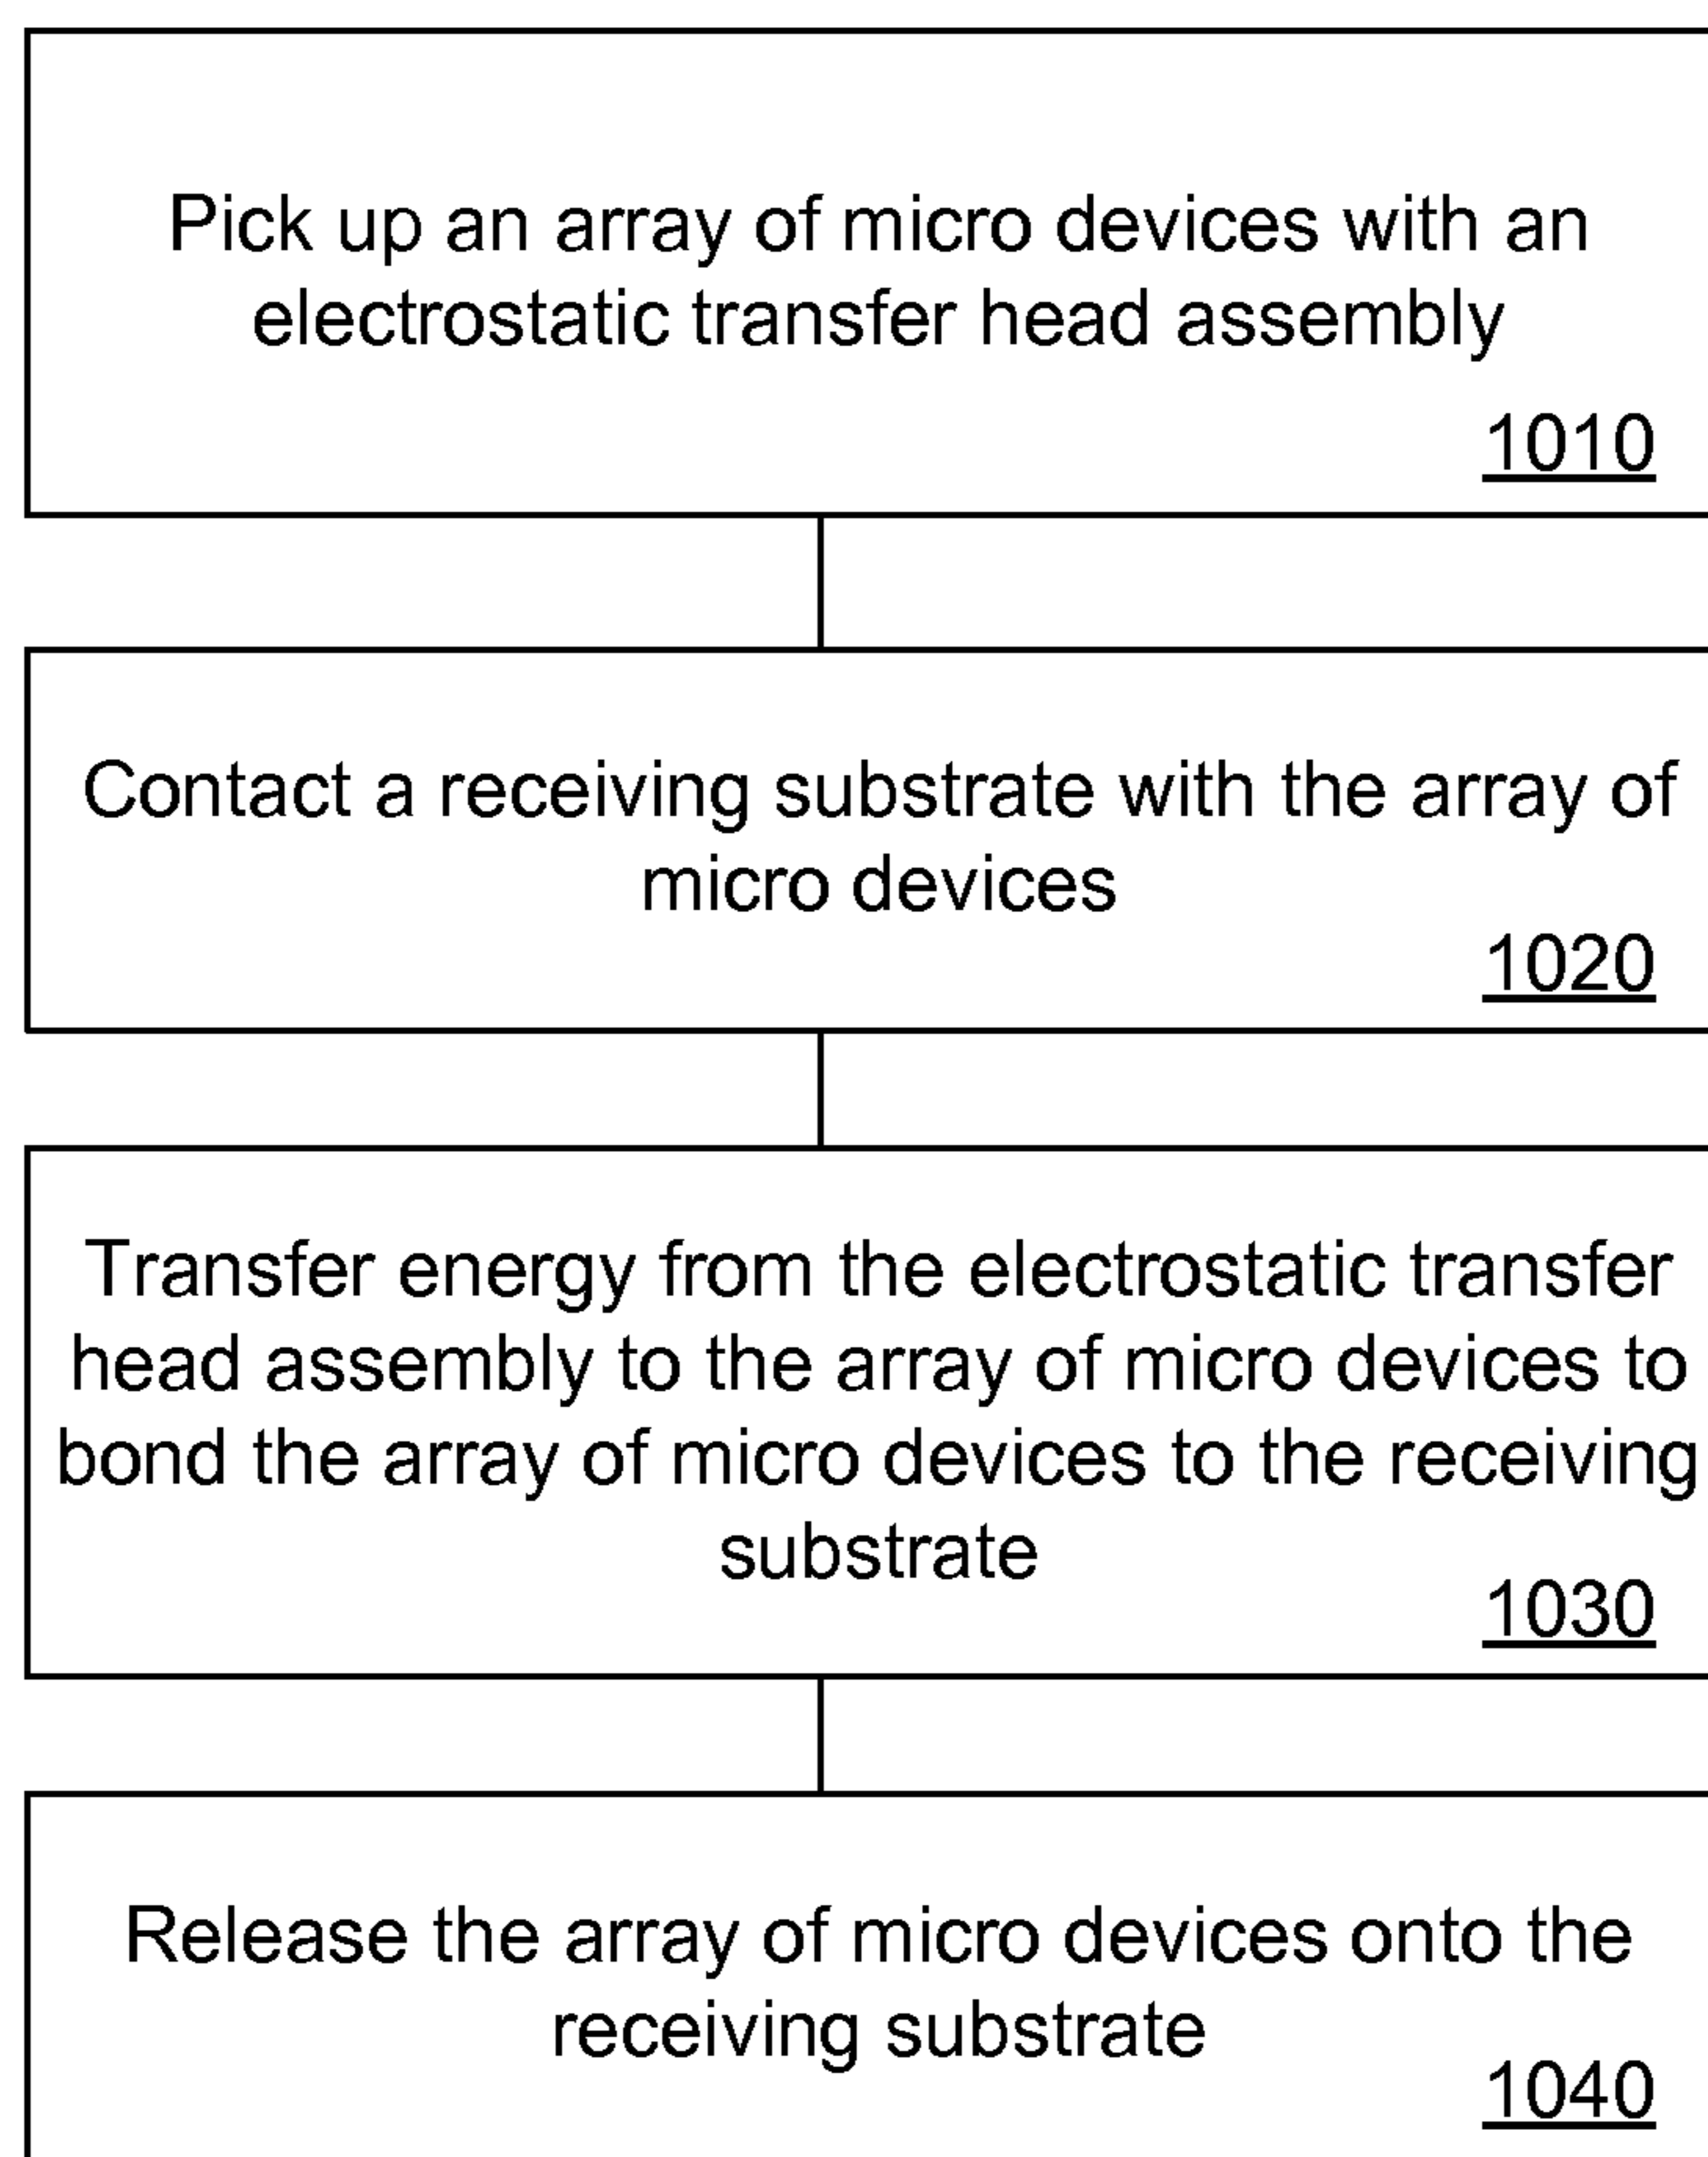 Pick up an array of micro devices with an
electrostatic transfer head assembly
1010
Contact a receiving substrate with the array of
micro devices
1020
Transfer energy from the electrostatic transfer
head assembly to the array of micro devices to
bond the array of micro devices to the receiving
substrate
1030
Release the array of micro devices onto the
receiving substrate
1040